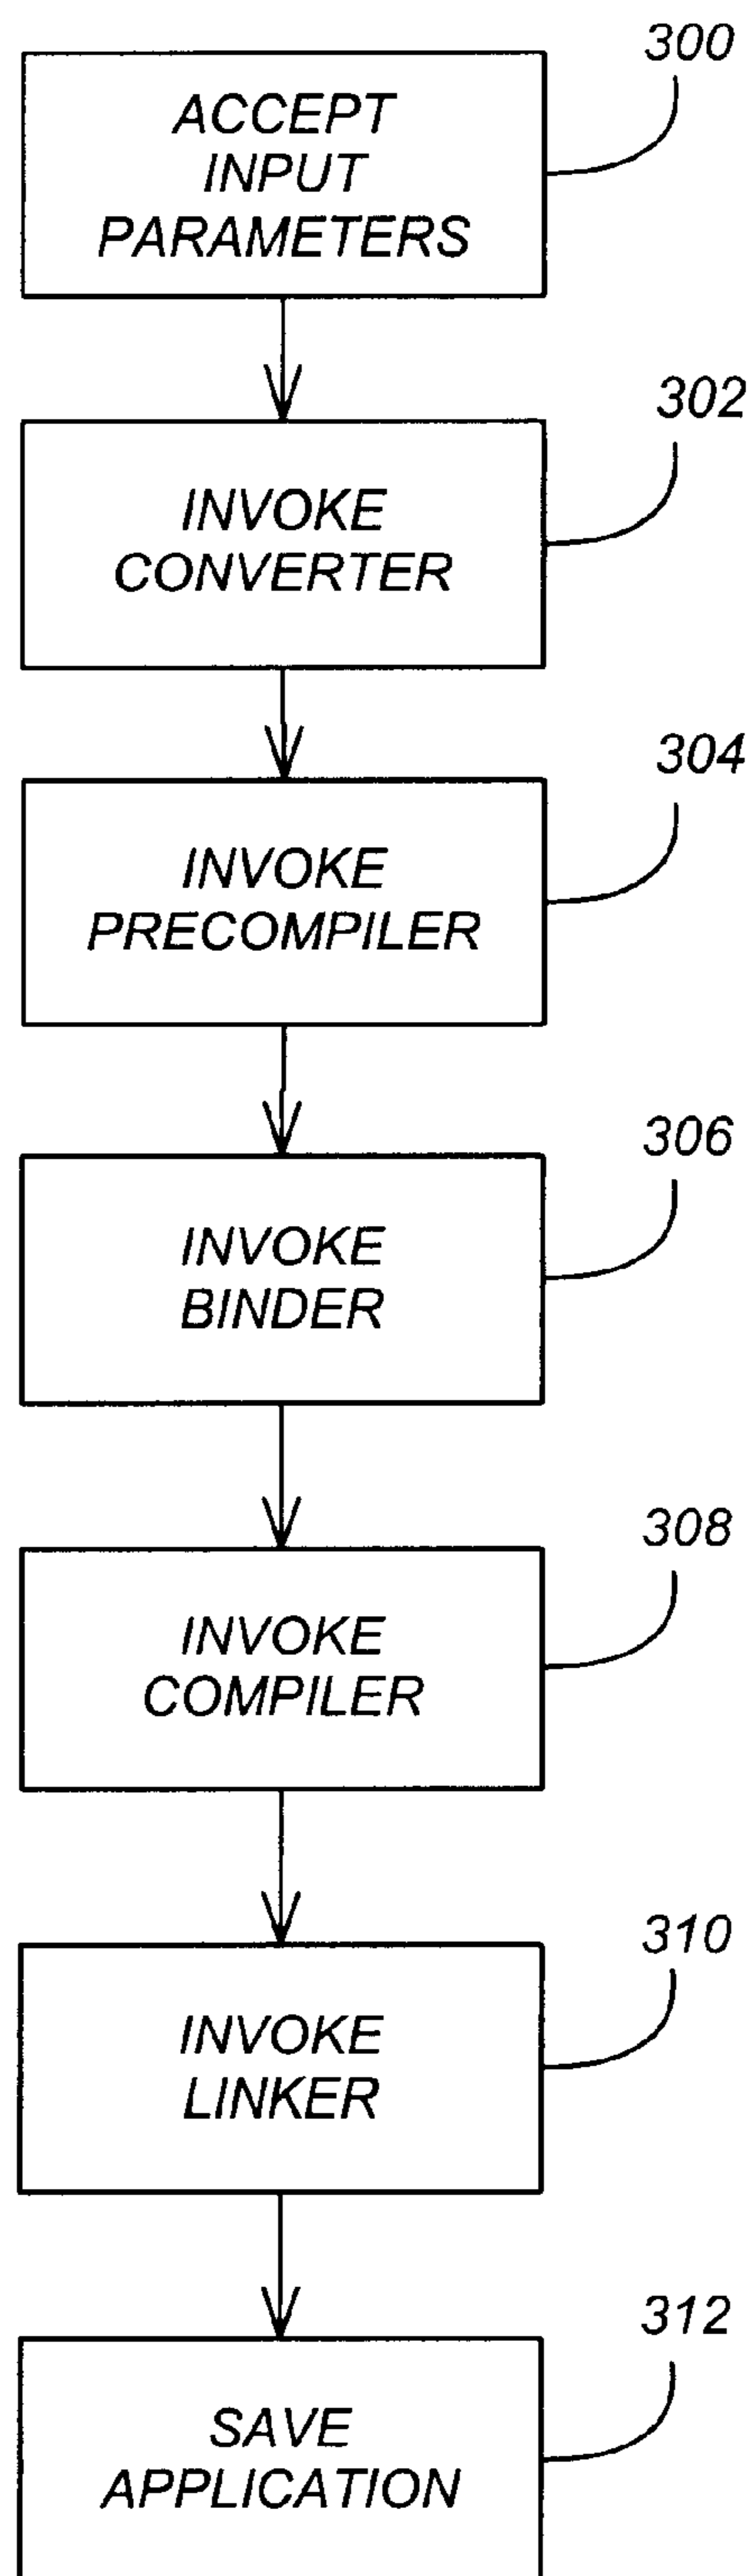 300
ACCEPT
INPUT
PARAMETERS
302
INVOKE
CONVERTER
304
INVOKE
PRECOMPILER
306
INVOKE
BINDER
308
INVOKE
COMPILER
310
INVOKE
LINKER
312
SAVE
APPLICATION